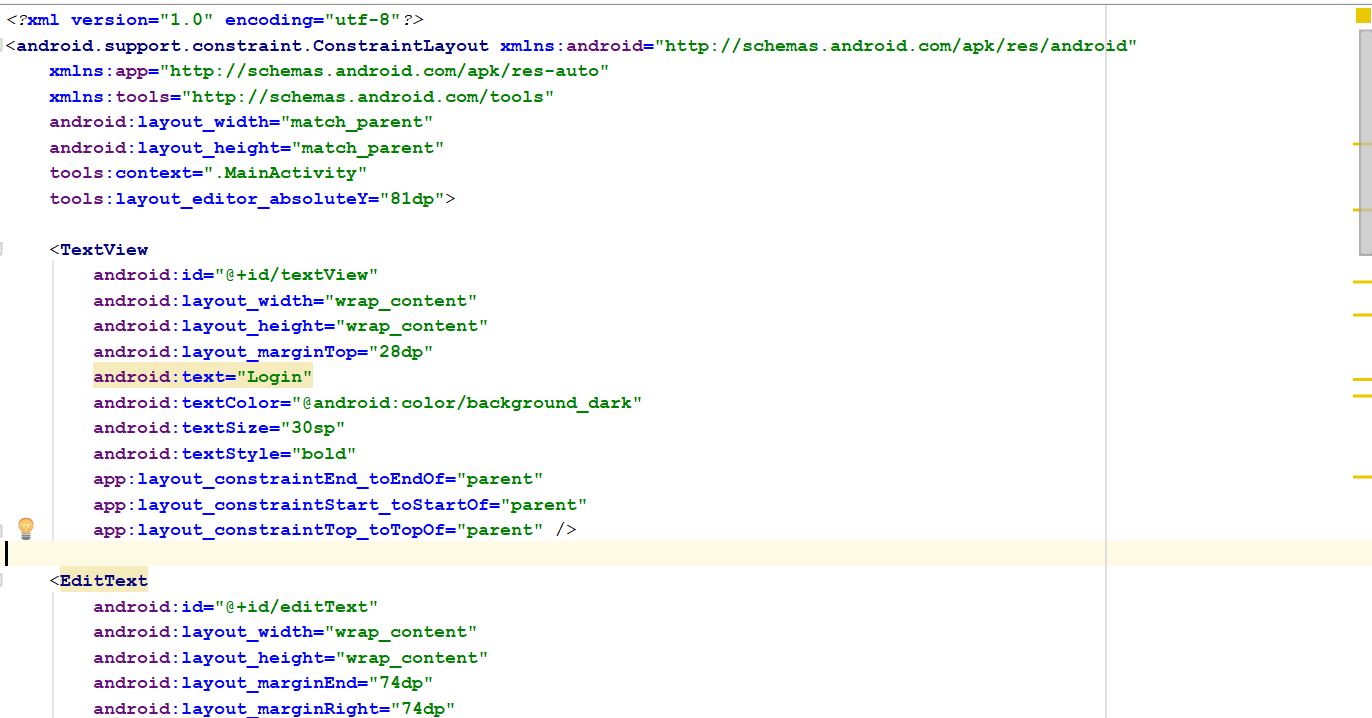 <?xml version="1.0" encoding="utf-8"?>
<android.support.constraint.ConstraintLayout xmlns:android="http://schemas.android.com/apk/res/android"
    xmlns:app="http://schemas.android.com/apk/res-auto"
    xmlns:tools="http://schemas.android.com/tools"
    android:layout_width="match_parent"
    android:layout_height="match_parent"
    tools:context=".MainActivity"
    tools:layout_editor_absoluteY="81dp">

    <TextView
        android:id="@+id/textView"
        android:layout_width="wrap_content"
        android:layout_height="wrap_content"
        android:layout_marginTop="28dp"
        android:text="Login"
        android:textColor="@android:color/background_dark"
        android:textSize="30sp"
        android:textStyle="bold"
        app:layout_constraintEnd_toEndOf="parent"
        app:layout_constraintStart_toStartOf="parent"
        app:layout_constraintTop_toTopOf="parent" />

    <EditText
        android:id="@+id/editText"
        android:layout_width="wrap_content"
        android:layout_height="wrap_content"
        android:layout_marginEnd="74dp"
        android:layout_marginRight="74dp"